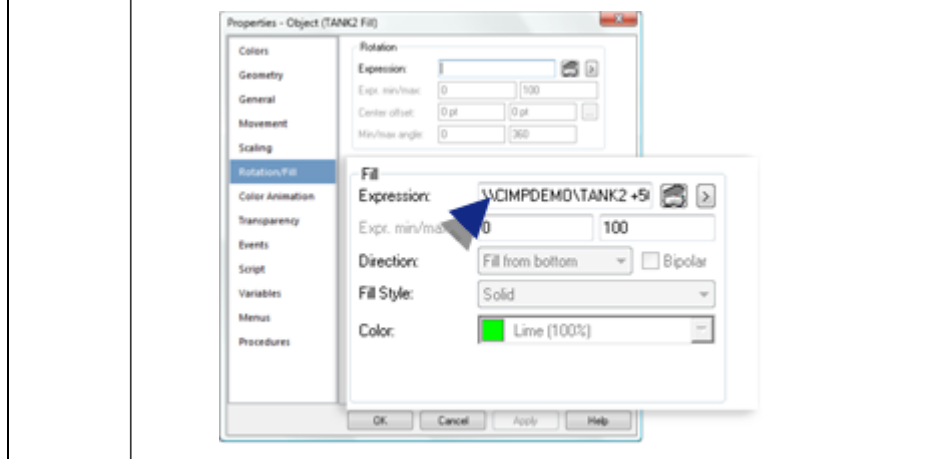 Properties - Object (TANK2 Fill)
Colors
Geometry
General
Movement
Scaling
Rotation/Fill
Color Animation
Transparency
Events
Script
Variables
Menus
Procedures
Rotation
Expression:
Expr. min/max: 0 100
Center offset: 0 pt 0 pt ...
Min/max angle: 0 360
Fill
Expression: \\CIMPDEMO\TANK2 +5
Expr. min/ma 0 100
Direction: Fill from bottom Bipolar
Fill Style: Solid
Color: Lime (100%)
OK Cancel Apply Help